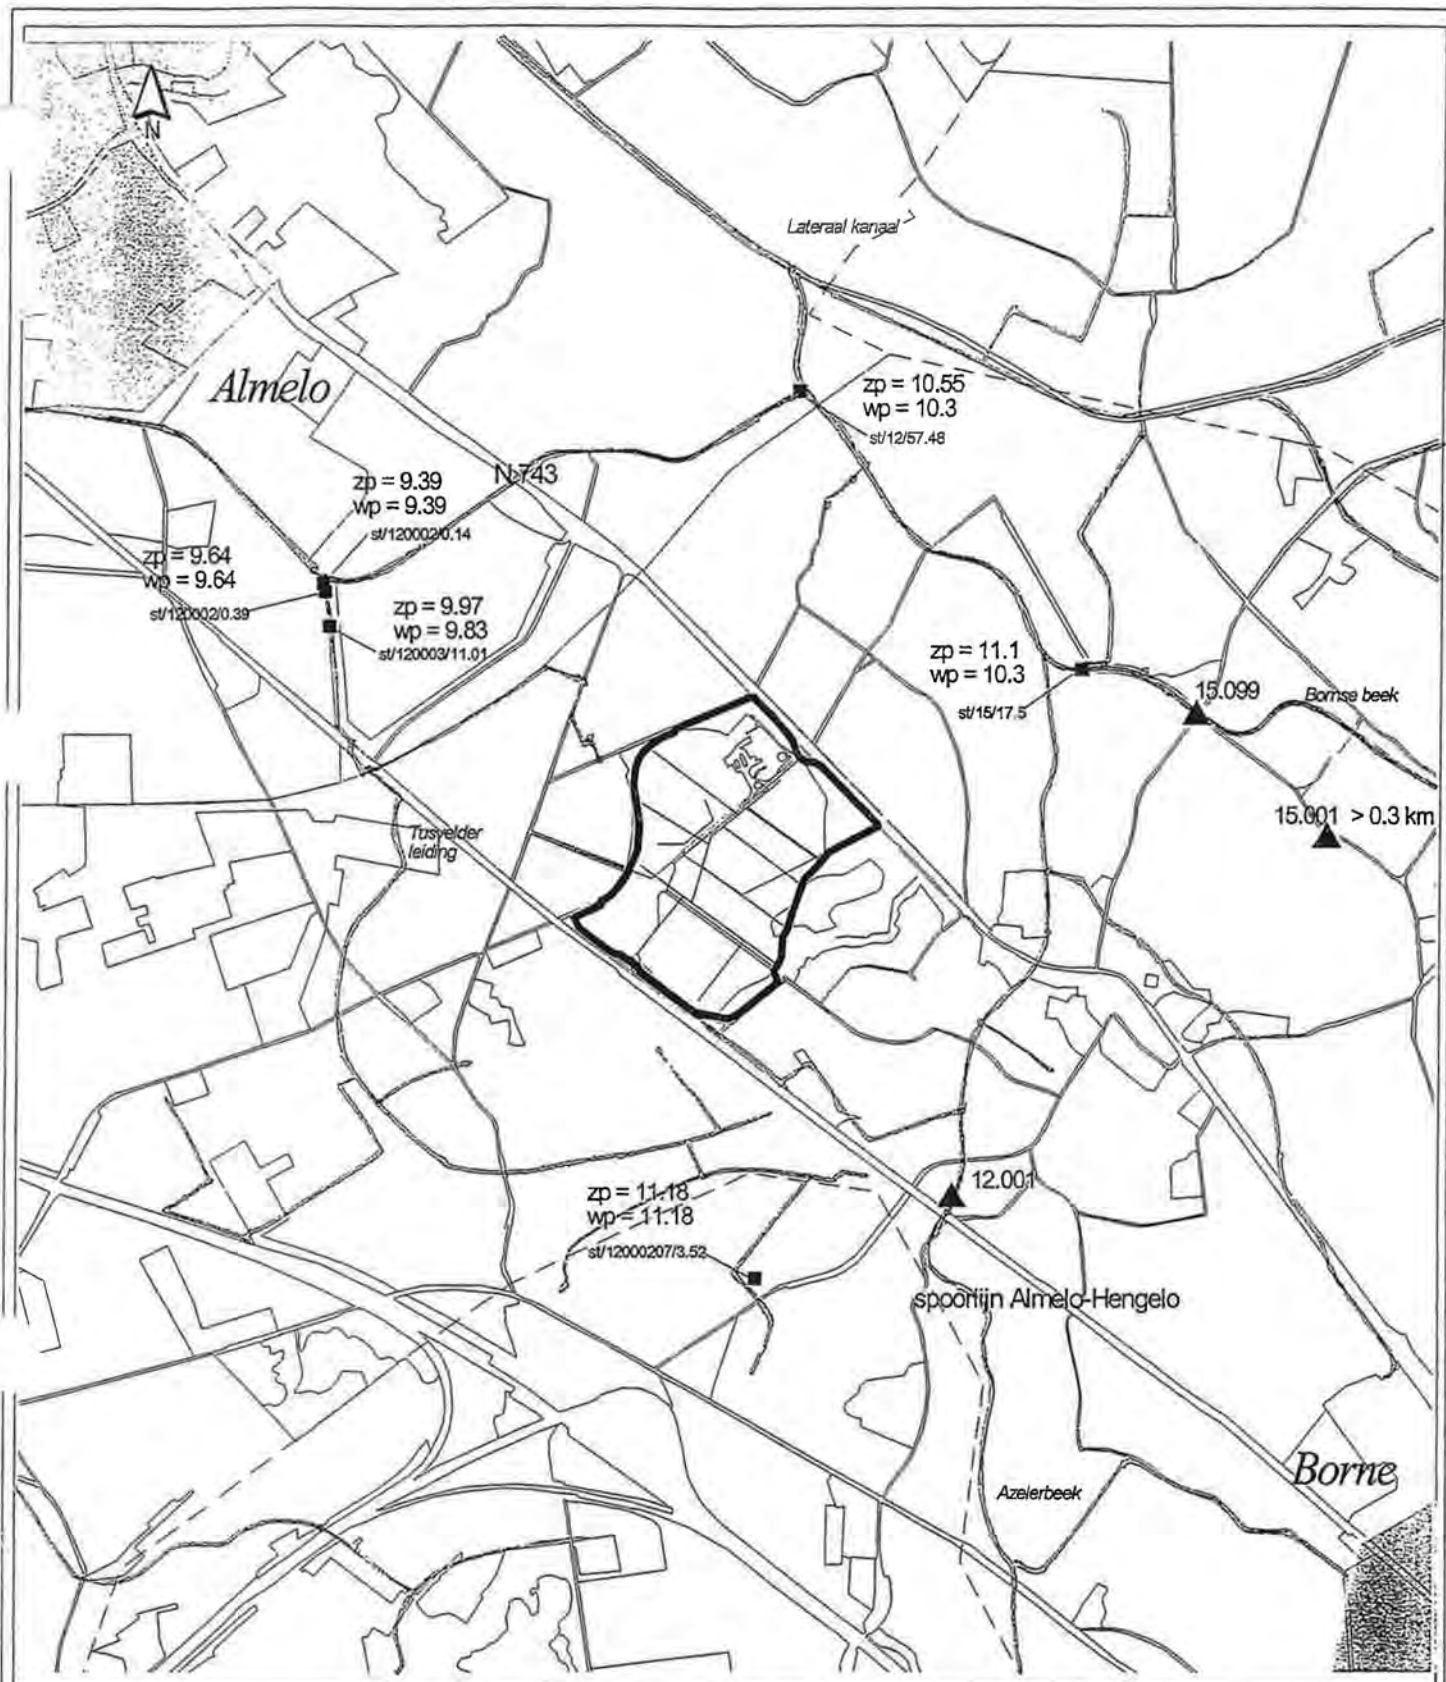 N
Lateraal kanaal
Almelo
zp = 10.55
wp = 10.3
st/12/57.48
N 743
zp = 9.39
wp = 9.39
st/120002/0.14
zp = 9.64
wp = 9.64
st/120002/0.39
zp = 9.97
wp = 9.83
st/120003/11.01
zp = 11.1
wp = 10.3
st/15/17.5
15.099
Bornse beek
15.001 > 0.3 km
Tusvelder
leiding
12.001
zp = 11.18
wp = 11.18
st/12000207/3.52
spoorlijn Almelo-Hengelo
Borne
Azelerbeek